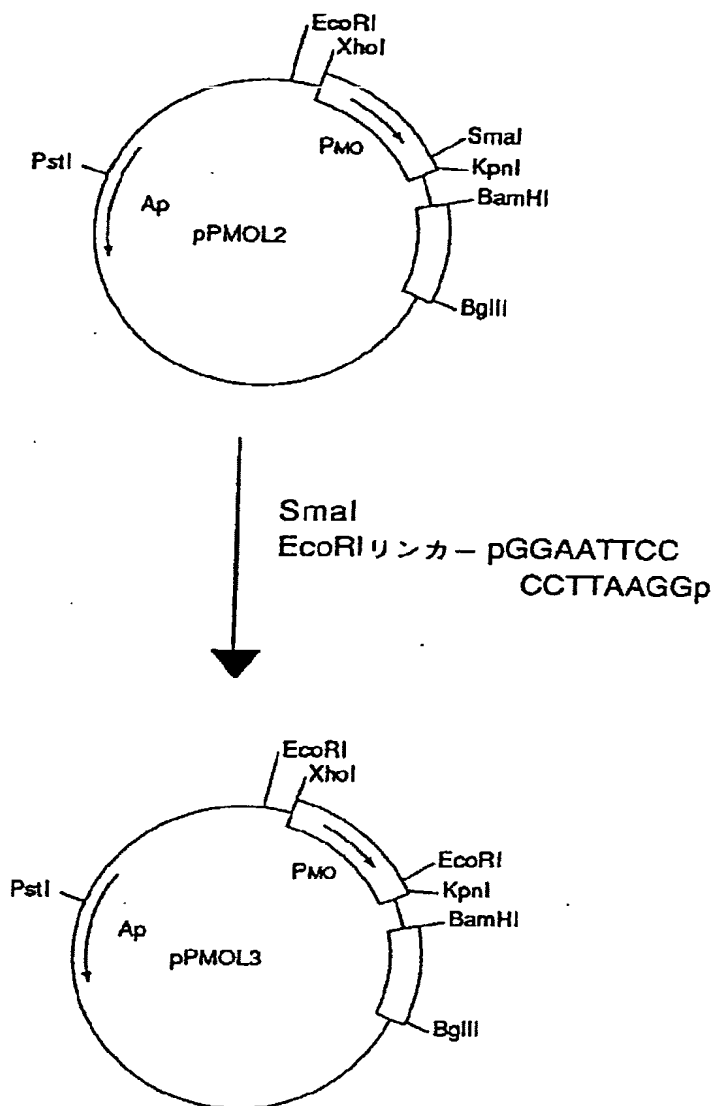 EcoRI
XhoI
PMO
SmaI
KpnI
PstI
BamHI
Ap
pPMOL2
BglII
SmaI
EcoRIリンカー pGGAATTCC
CCTTAAGGp
EcoRI
XhoI
PMO
EcoRI
KpnI
PstI
BamHI
Ap
pPMOL3
BglII